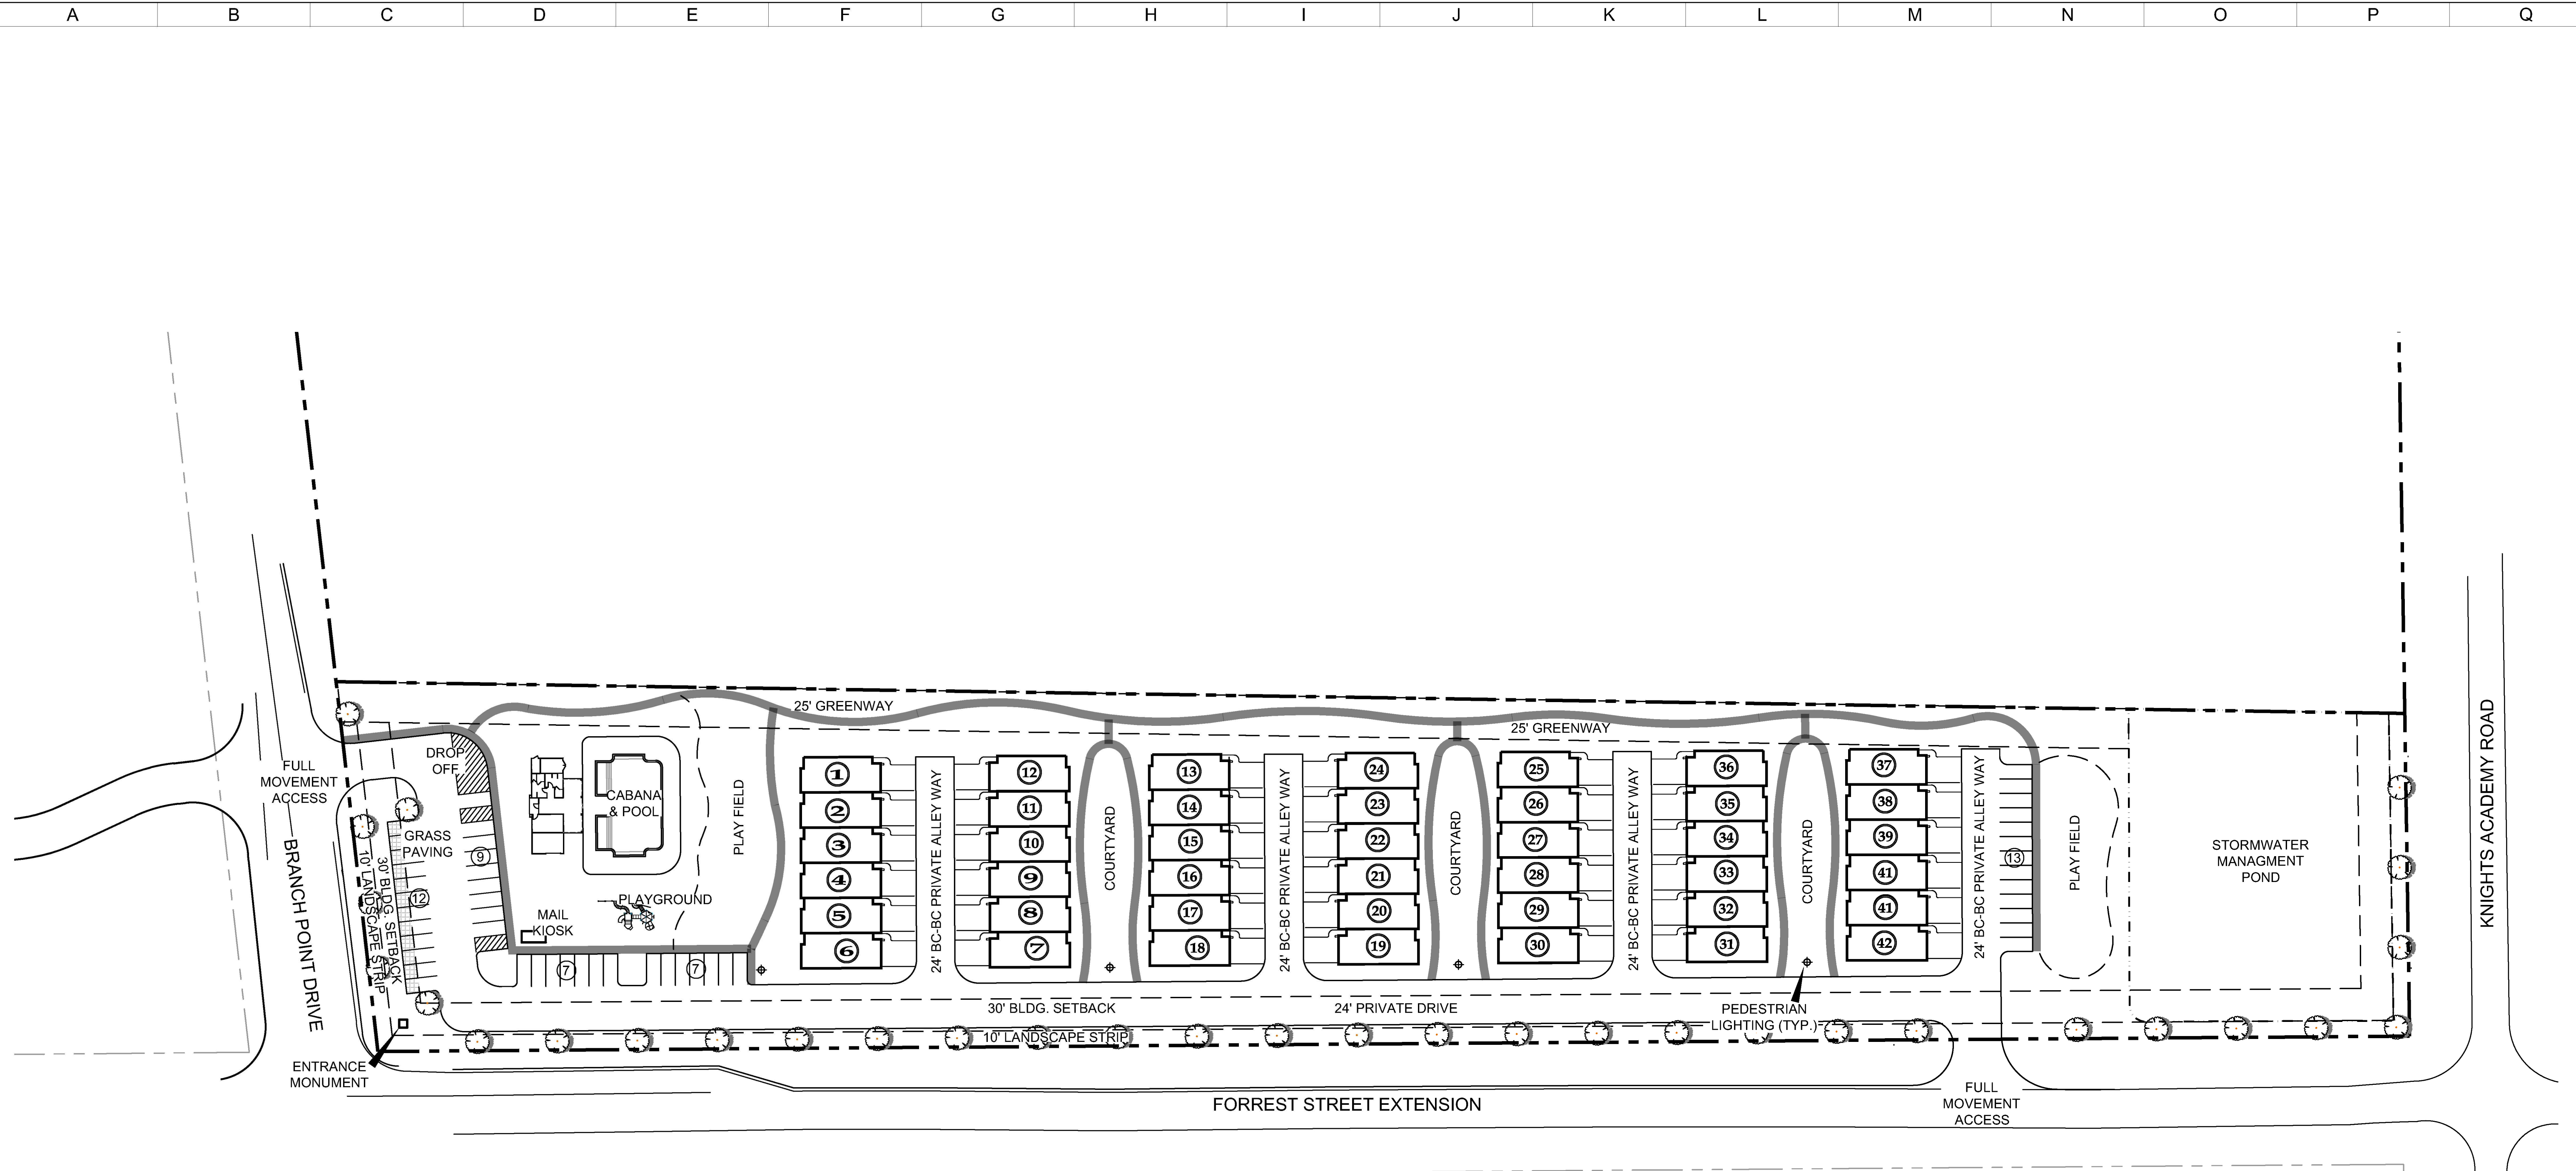 A B C D E F G H I J K L M N O P Q
25' GREENWAY
25' GREENWAY
DROP
OFF
FULL
MOVEMENT
ACCESS
BRANCH POINT DRIVE
10' LANDSCAPE STRIP
30' BLDG. SETBACK
GRASS
PAVING
9
12
CABANA
& POOL
PLAYGROUND
MAIL
KIOSK
7
7
PLAY FIELD
1
2
3
4
5
6
24' BC-BC PRIVATE ALLEY WAY
12
11
10
9
8
7
COURTYARD
13
14
15
16
17
18
24' BC-BC PRIVATE ALLEY WAY
24
23
22
21
20
19
COURTYARD
25
26
27
28
29
30
24' BC-BC PRIVATE ALLEY WAY
36
35
34
33
32
31
COURTYARD
37
38
39
41
41
42
24' BC-BC PRIVATE ALLEY WAY
13
PLAY FIELD
STORMWATER
MANAGMENT
POND
KNIGHTS ACADEMY ROAD
30' BLDG. SETBACK
24' PRIVATE DRIVE
PEDESTRIAN
LIGHTING (TYP.)
10' LANDSCAPE STRIP
ENTRANCE
MONUMENT
FORREST STREET EXTENSION
FULL
MOVEMENT
ACCESS